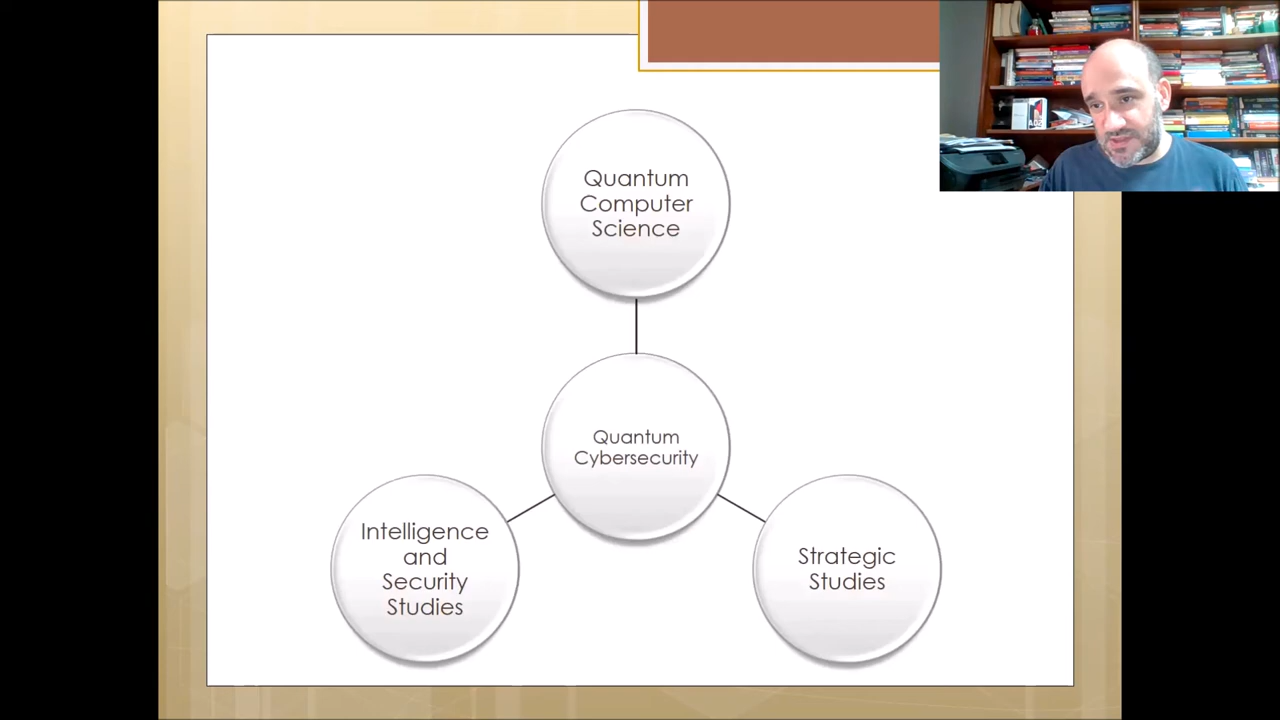 Quantum
Computer
Science
Quantum
Cybersecurity
Intelligence
and
Security
Studies
Strategic
Studies